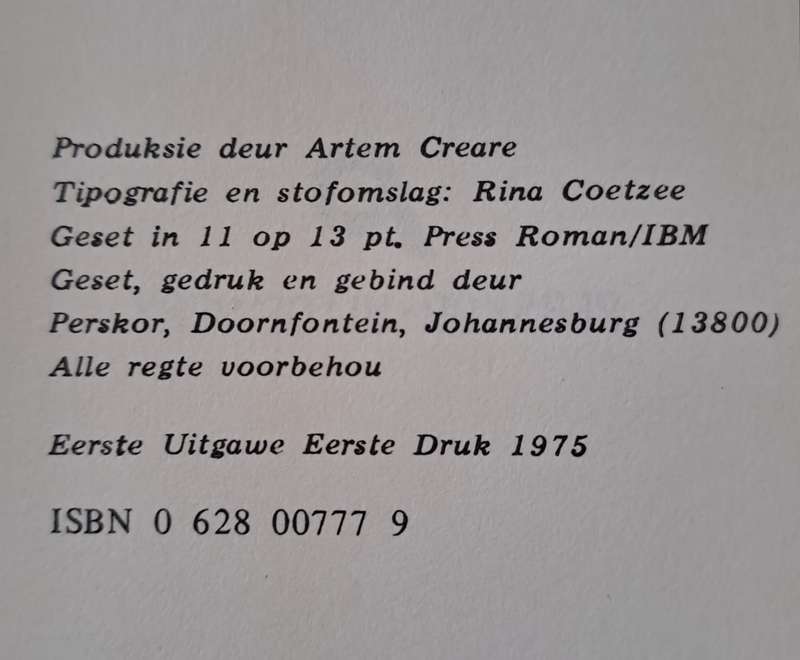 Produksie deur Artem Creare
Tipografie en stofomslag: Rina Coetzee
Geset in 11 op 13 pt. Press Roman/IBM
Geset, gedruk en gebind deur
Perskor, Doornfontein, Johannesburg (13800)
Alle regte voorbehou
Eerste Uitgawe Eerste Druk 1975
ISBN 0 628 00777 9